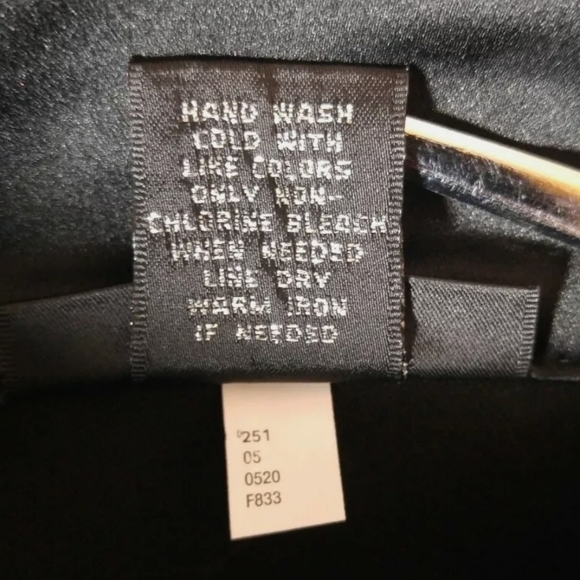 HAND WASH
COLD WITH
LIKE COLORS
ONLY NON-
CHLORINE BLEACH
WHEN NEEDED
LINE DRY
WARM IRON
IF NEEDED
251
05
0520
F833